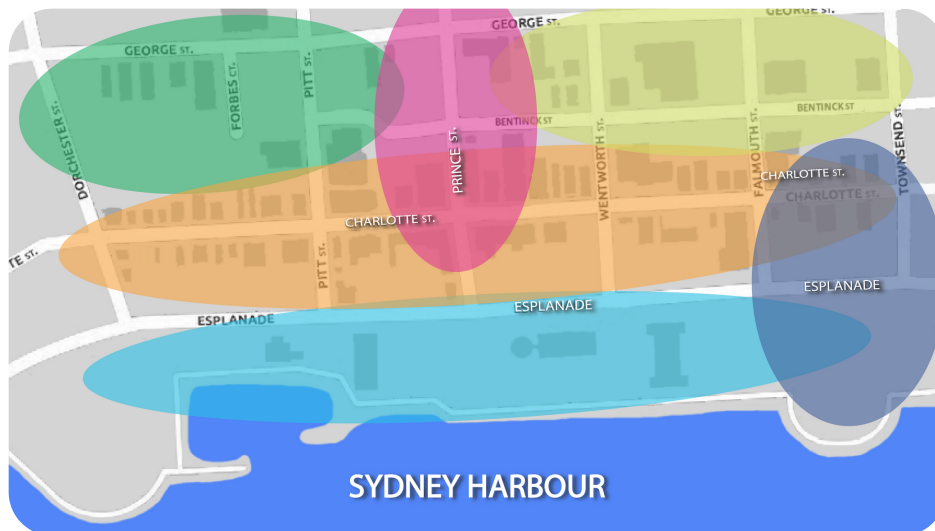 GEORGE ST.
GEORGE ST.
GEORGE ST.
FORBES CT.
PITT ST.
DORCHESTER ST.
BENTINCK ST
BENTINCK ST
PRINCE ST.
WENTWORTH ST.
FALMOUTH ST.
TOWNSEND ST.
CHARLOTTE ST.
CHARLOTTE ST.
CHARLOTTE ST.
TE ST.
PITT ST.
ESPLANADE
ESPLANADE
ESPLANADE
SYDNEY HARBOUR